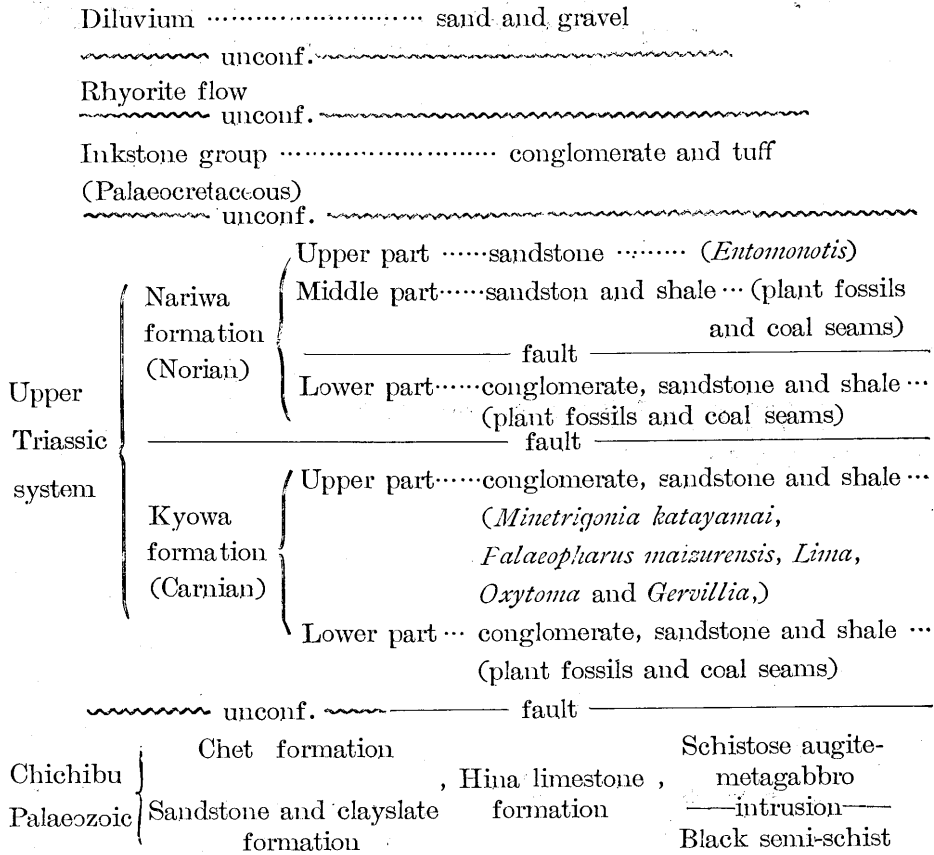 Diluvium ··························· sand and gravel
unconf.
Rhyorite flow
unconf.
Inkstone group ··························· conglomerate and tuff
(Palaeocretaceous)
unconf.
Upper Triassic system
Nariwa formation (Norian)
Upper part ······sandstone ········· (Entomonotis)
Middle part······sandston and shale ··· (plant fossils
and coal seams)
fault
Lower part······conglomerate, sandstone and shale ···
(plant fossils and coal seams)
fault
Kyowa formation (Carnian)
Upper part······conglomerate, sandstone and shale ···
(Minetrigonia katayamai,
Falaeopharus maizurensis, Lima,
Oxytoma and Gervillia,)
Lower part ··· conglomerate, sandstone and shale ···
(plant fossils and coal seams)
unconf. fault
Chichibu Palaeozoic
Chet formation
Sandstone and clayslate
formation
, Hina limestone ,
formation
Schistose augite-
metagabbro
intrusion
Black semi-schist